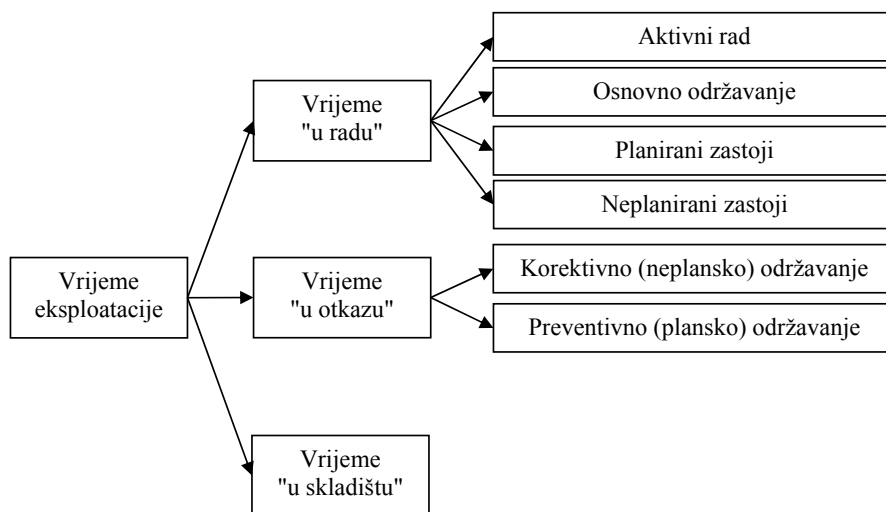 Aktivni rad
Osnovno održavanje
Planirani zastoji
Neplanirani zastoji
Vrijeme
"u radu"
Vrijeme
eksploatacije
Vrijeme
"u otkazu"
Korektivno (neplansko) održavanje
Preventivno (plansko) održavanje
Vrijeme
"u skladištu"